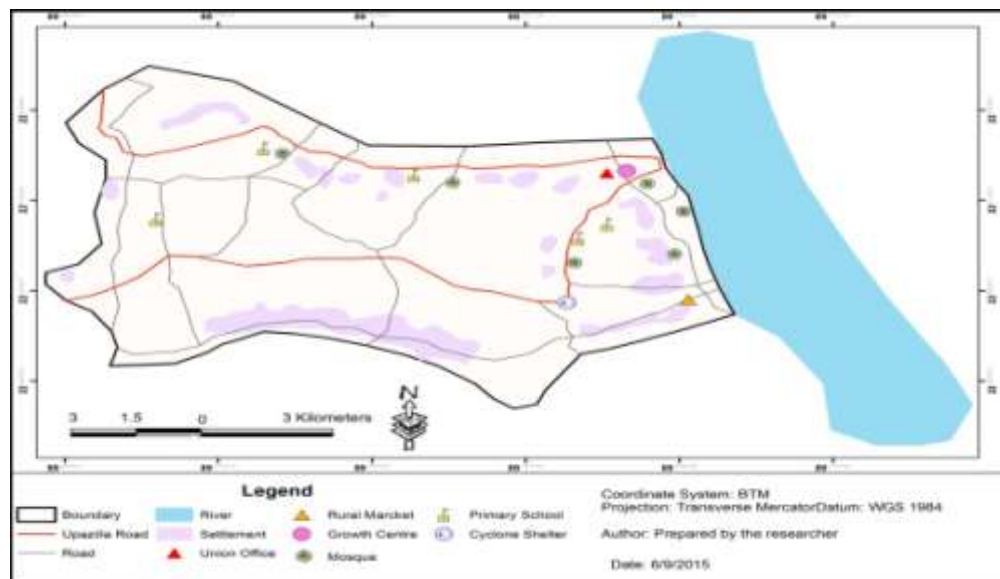 3 1.5 0 3 Kilometers
N
Legend
Boundary
Upazilla Road
Road
River
Settlement
Union Office
Rural Marcket
Growth Centre
Mosque
Primary School
Cyclone Shelter
Coordinate System: BTM
Projection: Transverse MercatorDatum: WGS 1984
Author: Prepared by the researcher
Date: 6/9/2015